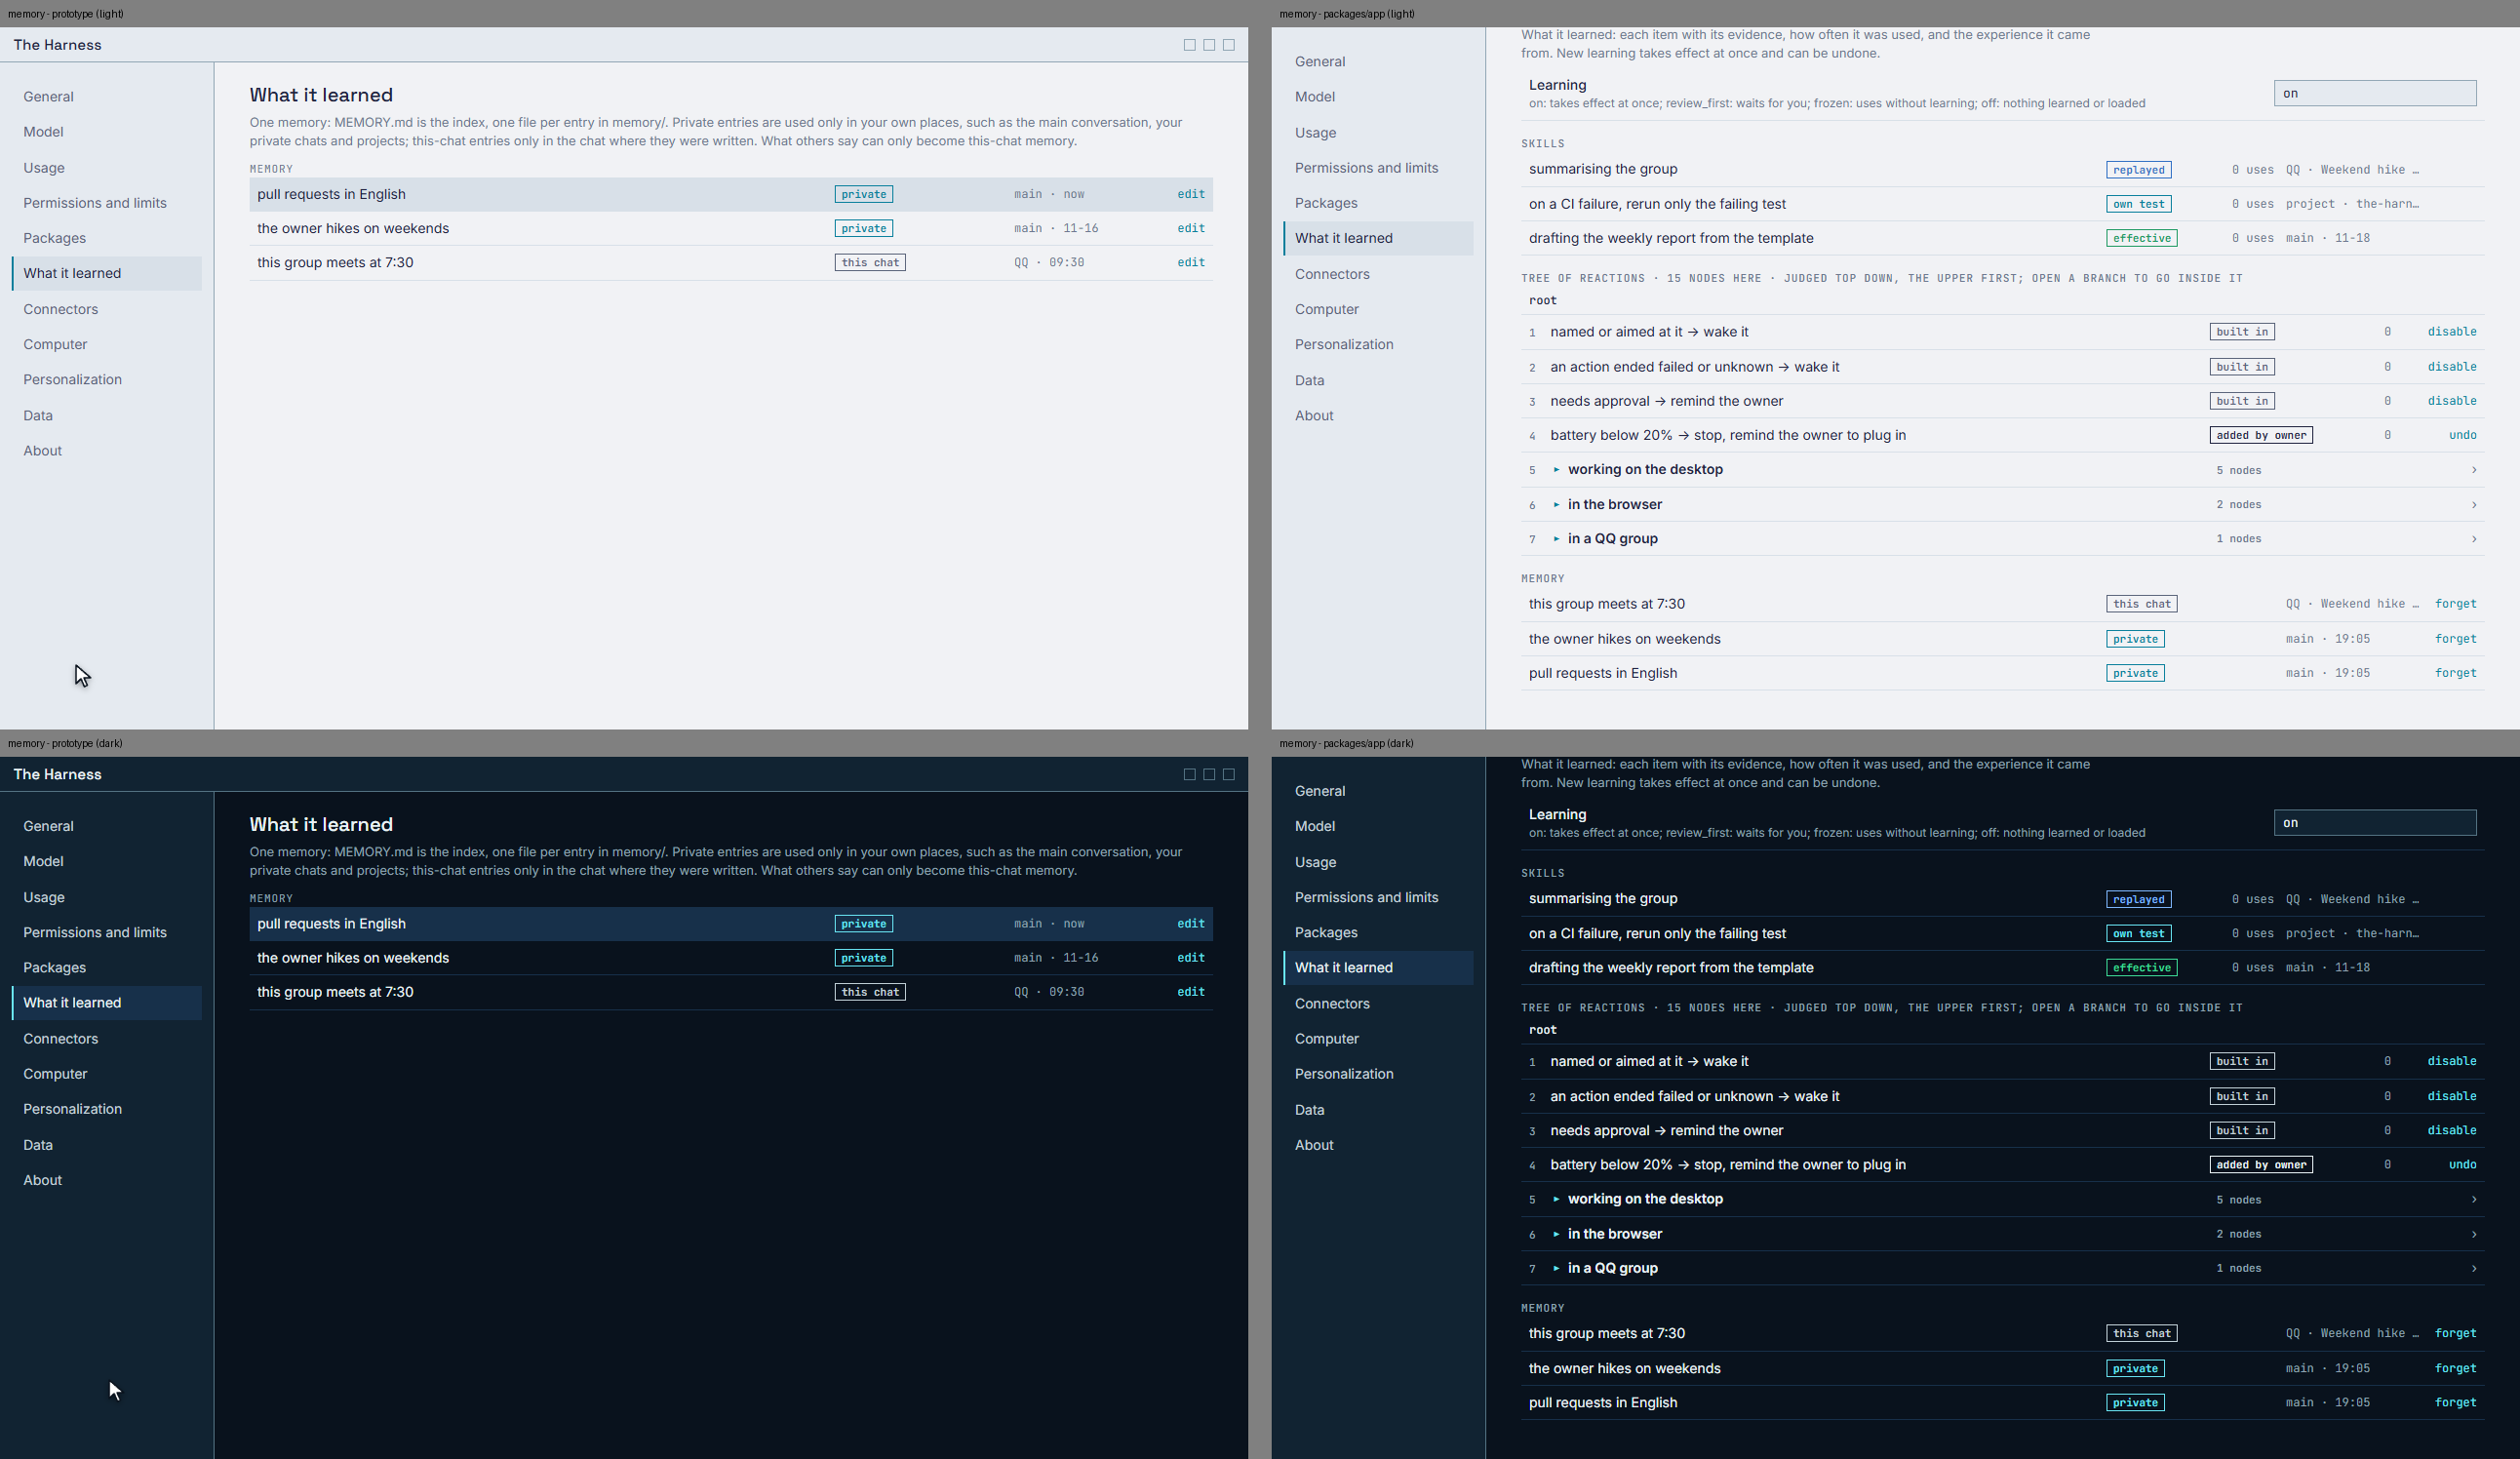 memory - prototype (light)
The Harness
General
Model
Usage
Permissions and limits
Packages
What it learned
Connectors
Computer
Personalization
Data
About
What it learned
One memory: MEMORY.md is the index, one file per entry in memory/. Private entries are used only in your own places, such as the main conversation, your
private chats and projects; this-chat entries only in the chat where they were written. What others say can only become this-chat memory.
MEMORY
pull requests in English private main · now edit
the owner hikes on weekends private main · 11-16 edit
this group meets at 7:30 this chat QQ · 09:30 edit
memory - packages/app (light)
General
Model
Usage
Permissions and limits
Packages
What it learned
Connectors
Computer
Personalization
Data
About
What it learned: each item with its evidence, how often it was used, and the experience it came
from. New learning takes effect at once and can be undone.
Learning on
on: takes effect at once; review_first: waits for you; frozen: uses without learning; off: nothing learned or loaded
SKILLS
summarising the group replayed 0 uses QQ · Weekend hike …
on a CI failure, rerun only the failing test own test 0 uses project · the-harn…
drafting the weekly report from the template effective 0 uses main · 11-18
TREE OF REACTIONS · 15 NODES HERE · JUDGED TOP DOWN, THE UPPER FIRST; OPEN A BRANCH TO GO INSIDE IT
root
1 named or aimed at it → wake it built in 0 disable
2 an action ended failed or unknown → wake it built in 0 disable
3 needs approval → remind the owner built in 0 disable
4 battery below 20% → stop, remind the owner to plug in added by owner 0 undo
5 ▸ working on the desktop 5 nodes ›
6 ▸ in the browser 2 nodes ›
7 ▸ in a QQ group 1 nodes ›
MEMORY
this group meets at 7:30 this chat QQ · Weekend hike … forget
the owner hikes on weekends private main · 19:05 forget
pull requests in English private main · 19:05 forget
memory - prototype (dark)
The Harness
General
Model
Usage
Permissions and limits
Packages
What it learned
Connectors
Computer
Personalization
Data
About
What it learned
One memory: MEMORY.md is the index, one file per entry in memory/. Private entries are used only in your own places, such as the main conversation, your
private chats and projects; this-chat entries only in the chat where they were written. What others say can only become this-chat memory.
MEMORY
pull requests in English private main · now edit
the owner hikes on weekends private main · 11-16 edit
this group meets at 7:30 this chat QQ · 09:30 edit
memory - packages/app (dark)
General
Model
Usage
Permissions and limits
Packages
What it learned
Connectors
Computer
Personalization
Data
About
What it learned: each item with its evidence, how often it was used, and the experience it came
from. New learning takes effect at once and can be undone.
Learning on
on: takes effect at once; review_first: waits for you; frozen: uses without learning; off: nothing learned or loaded
SKILLS
summarising the group replayed 0 uses QQ · Weekend hike …
on a CI failure, rerun only the failing test own test 0 uses project · the-harn…
drafting the weekly report from the template effective 0 uses main · 11-18
TREE OF REACTIONS · 15 NODES HERE · JUDGED TOP DOWN, THE UPPER FIRST; OPEN A BRANCH TO GO INSIDE IT
root
1 named or aimed at it → wake it built in 0 disable
2 an action ended failed or unknown → wake it built in 0 disable
3 needs approval → remind the owner built in 0 disable
4 battery below 20% → stop, remind the owner to plug in added by owner 0 undo
5 ▸ working on the desktop 5 nodes ›
6 ▸ in the browser 2 nodes ›
7 ▸ in a QQ group 1 nodes ›
MEMORY
this group meets at 7:30 this chat QQ · Weekend hike … forget
the owner hikes on weekends private main · 19:05 forget
pull requests in English private main · 19:05 forget